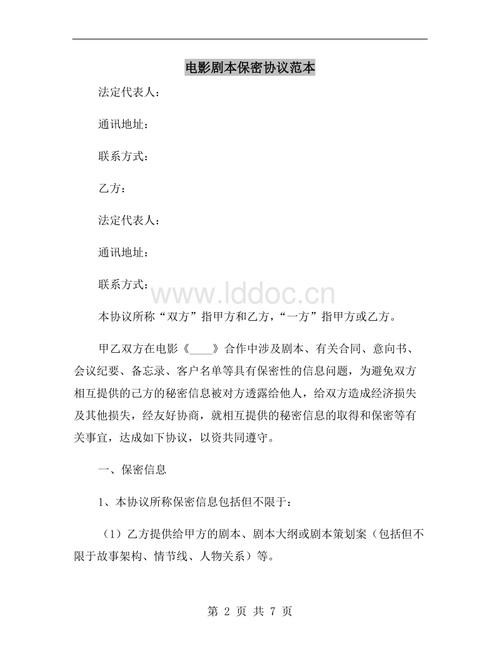 电影剧本保密协议范本
法定代表人：
通讯地址：
联系方式：
乙方：
法定代表人：
通讯地址：
联系方式：
www.lddoc.cn
本协议所称“双方”指甲方和乙方，“一方”指甲方或乙方。
甲乙双方在电影《____》合作中涉及剧本、有关合同、意向书、
会议纪要、备忘录、客户名单等具有保密性的信息问题，为避免双方
相互提供的己方的秘密信息被对方透露给他人，给双方造成经济损失
及其他损失，经友好协商，就相互提供的秘密信息的取得和保密等有
关事宜，达成如下协议，以资共同遵守。
一、保密信息
1、本协议所称保密信息包括但不限于：
（1）乙方提供给甲方的剧本、剧本大纲或剧本策划案（包括但不
限于故事架构、情节线、人物关系）等。
第 2 页 共 7 页